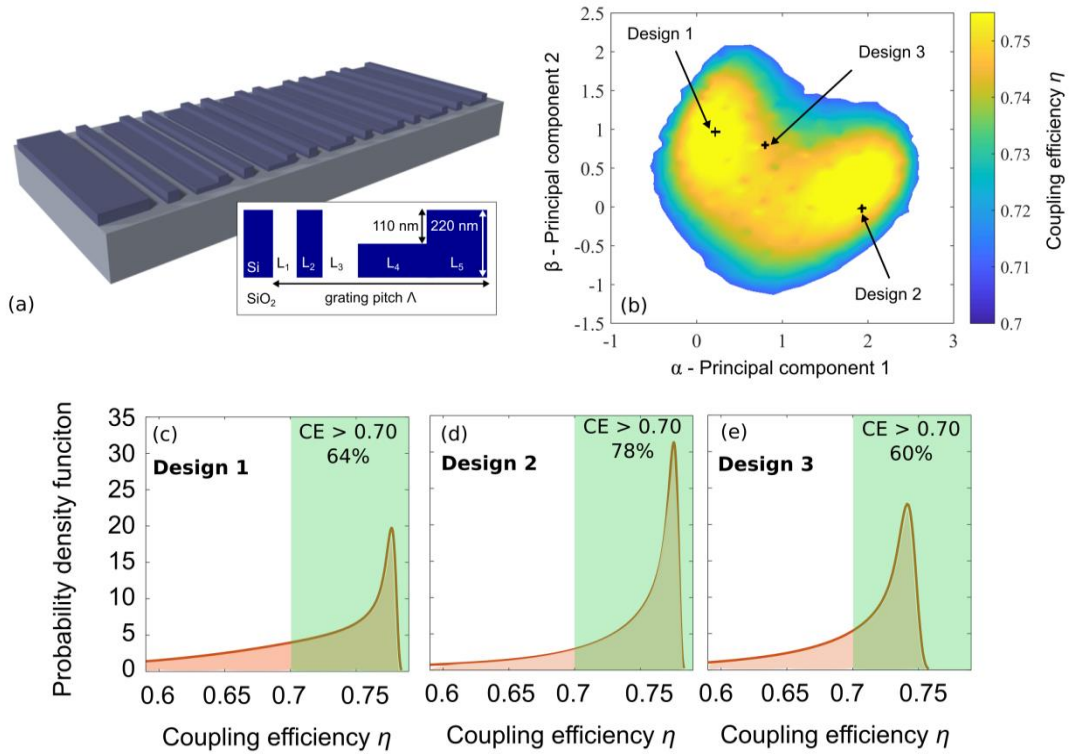 (a)
Si
L₁
L₂
L₃
L₄
L₅
110 nm
220 nm
SiO₂
grating pitch Λ
2.5
2
1.5
1
0.5
0
-0.5
-1
-1.5
β - Principal component 2
Design 1
Design 3
Design 2
(b)
-1
0
1
2
3
α - Principal component 1
0.75
0.74
0.73
0.72
0.71
0.7
Coupling efficiency η
Probability density funciton
35
30
25
20
15
10
5
0
(c)
CE > 0.70
64%
Design 1
0.6
0.65
0.7
0.75
Coupling efficiency η
(d)
CE > 0.70
78%
Design 2
0.6
0.65
0.7
0.75
Coupling efficiency η
(e)
CE > 0.70
60%
Design 3
0.6
0.65
0.7
0.75
Coupling efficiency η